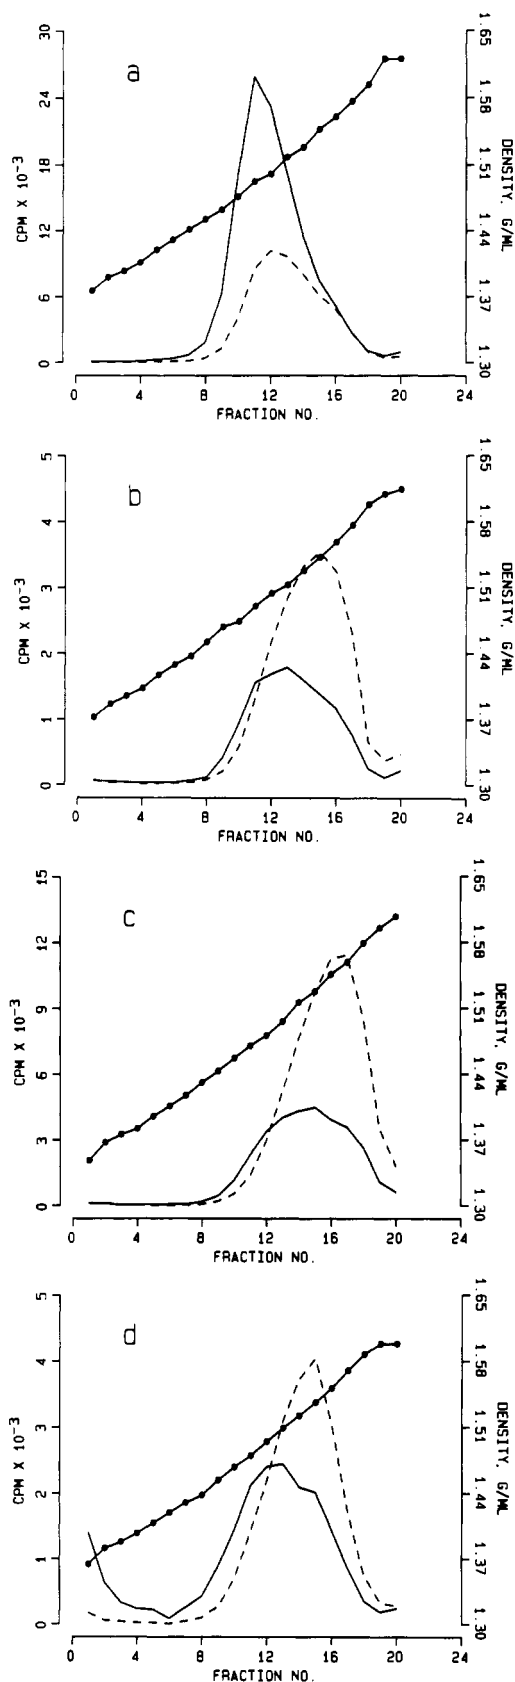 a
30
24
18
12
6
0
CPM X 10⁻³
1.65
1.58
1.51
1.44
1.37
1.30
DENSITY, G/ML
0 4 8 12 16 20 24
FRACTION NO.
b
5
4
3
2
1
0
CPM X 10⁻³
1.65
1.58
1.51
1.44
1.37
1.30
DENSITY, G/ML
0 4 8 12 16 20 24
FRACTION NO.
c
15
12
9
6
3
0
CPM X 10⁻³
1.65
1.58
1.51
1.44
1.37
1.30
DENSITY, G/ML
0 4 8 12 16 20 24
FRACTION NO.
d
5
4
3
2
1
0
CPM X 10⁻³
1.65
1.58
1.51
1.44
1.37
1.30
DENSITY, G/ML
0 4 8 12 16 20 24
FRACTION NO.